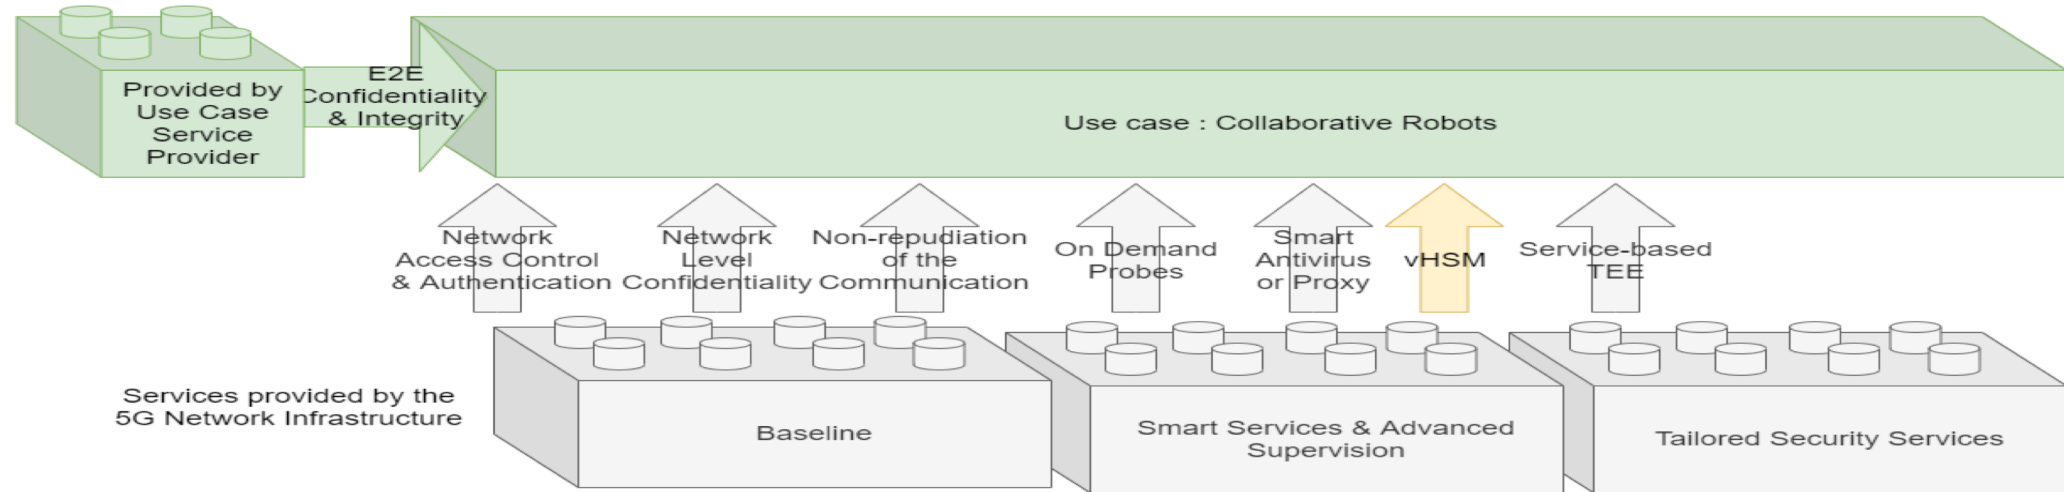 Provided by
Use Case
Service
Provider
E2E
Confidentiality
& Integrity
Use case : Collaborative Robots
Network
Access Control
& Authentication
Network
Level
Confidentiality
Non-repudiation
of the
Communication
On Demand
Probes
Smart
Antivirus
or Proxy
vHSM
Service-based
TEE
Services provided by the
5G Network Infrastructure
Baseline
Smart Services & Advanced
Supervision
Tailored Security Services